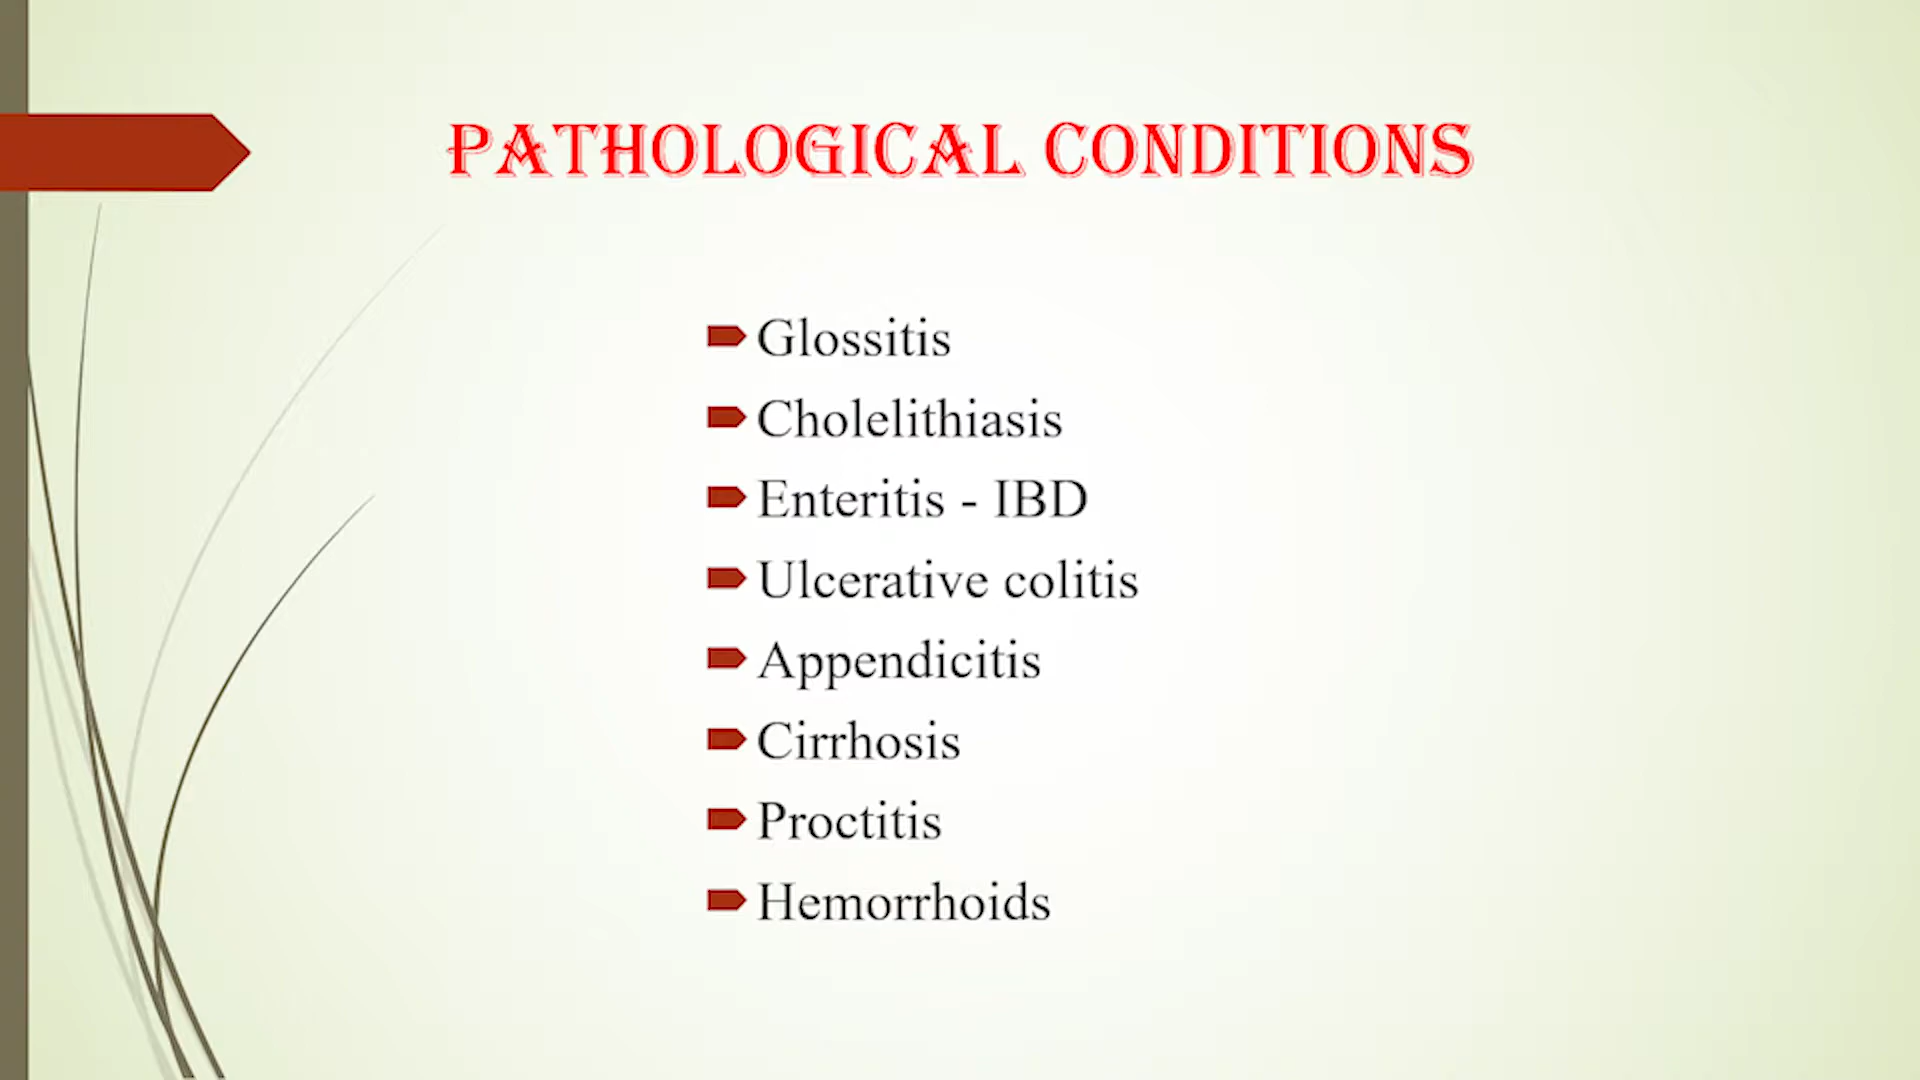 PATHOLOGICAL CONDITIONS
Glossitis
Cholelithiasis
Enteritis - IBD
Ulcerative colitis
Appendicitis
Cirrhosis
Proctitis
Hemorrhoids